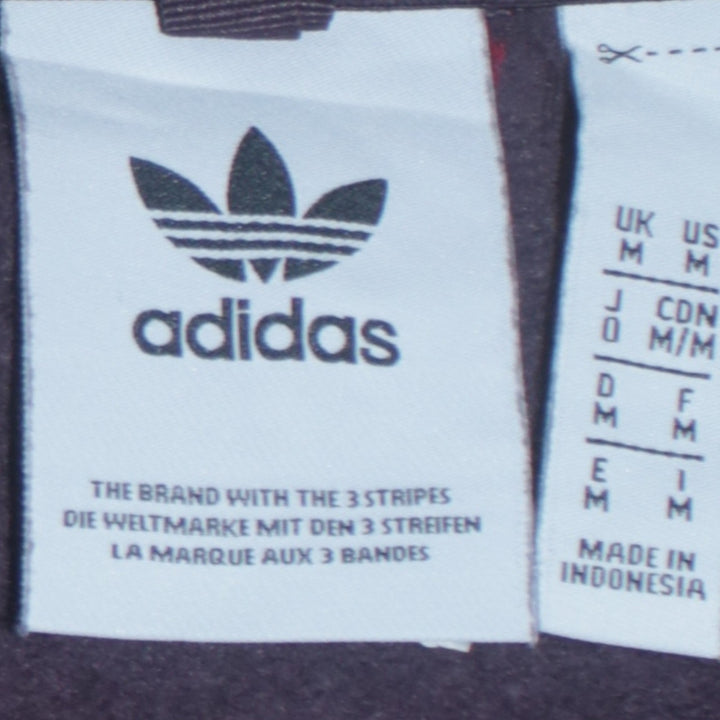 adidas
THE BRAND WITH THE 3 STRIPES
DIE WELTMARKE MIT DEN 3 STREIFEN
LA MARQUE AUX 3 BANDES
UK US
M M
J CDN
O M/M
D F
M M
E I
M M
MADE IN
INDONESIA